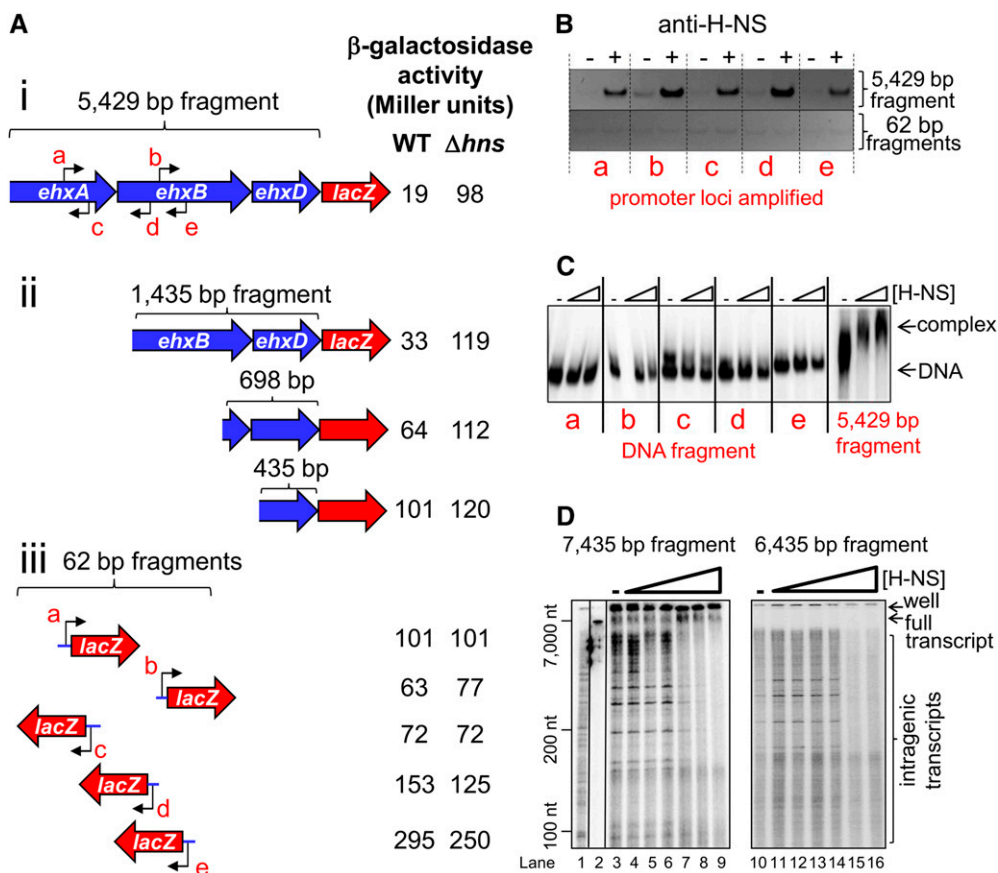 A
β-galactosidase
activity
(Miller units)
WT Δhns
i
5,429 bp fragment
a
b
ehxA
ehxB
ehxD
lacZ
19 98
c
d
e
ii
1,435 bp fragment
ehxB
ehxD
lacZ
33 119
698 bp
64 112
435 bp
101 120
iii
62 bp fragments
a
lacZ
101 101
b
lacZ
63 77
lacZ
c
72 72
lacZ
d
153 125
lacZ
e
295 250
B
anti-H-NS
- + - + - + - + - +
5,429 bp
fragment
62 bp
fragments
a b c d e
promoter loci amplified
C
- - - - - - [H-NS]
complex
DNA
a b c d e
DNA fragment
5,429 bp
fragment
D
7,435 bp fragment
6,435 bp fragment
- - [H-NS]
well
full
transcript
7,000 nt
200 nt
100 nt
intragenic
transcripts
Lane 1 2 3 4 5 6 7 8 9 10 11 12 13 14 15 16